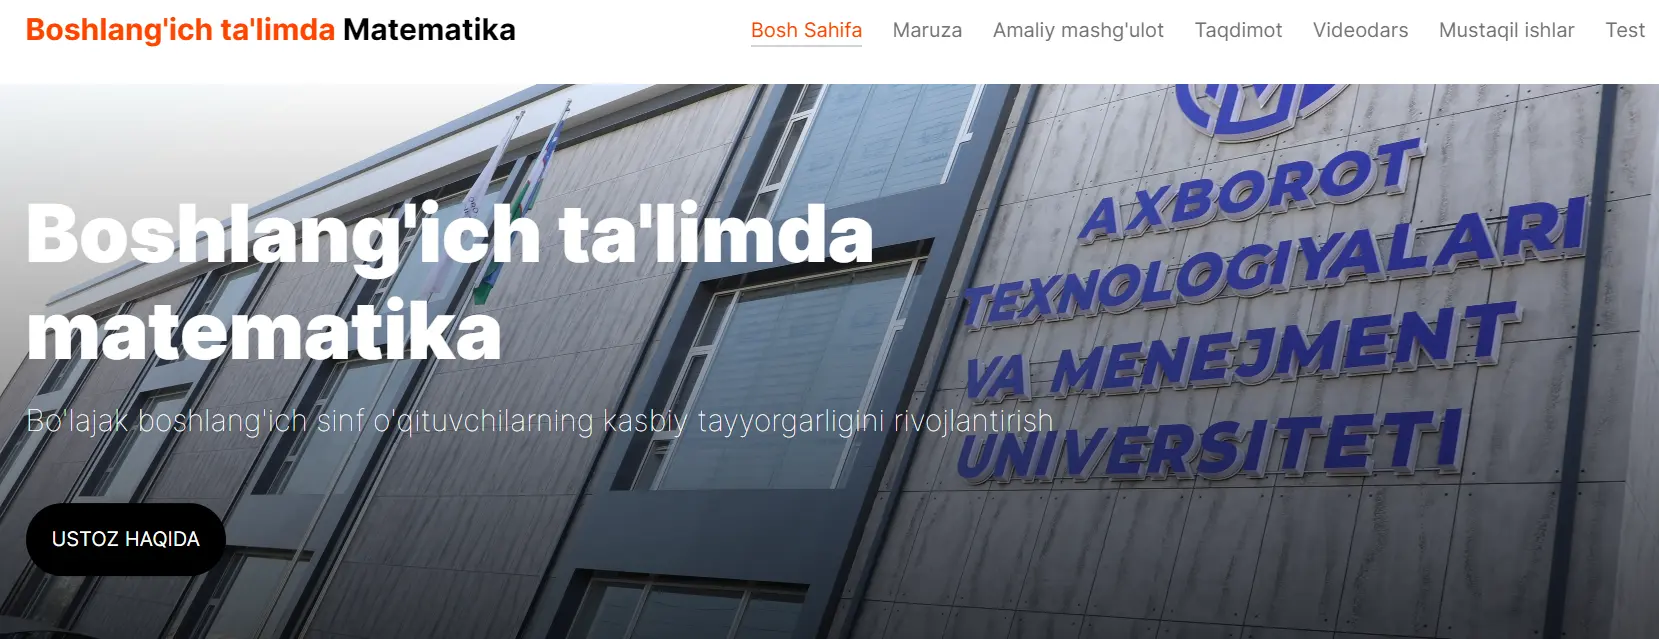 Boshlang'ich ta'limda Matematika
Bosh Sahifa Maruza Amaliy mashg'ulot Taqdimot Videodars Mustaqil ishlar Test
Boshlang'ich ta'limda
matematika
Bo'lajak boshlang'ich sinf o'qituvchilarning kasbiy tayyorgarligini rivojlantirish
USTOZ HAQIDA
AXBOROT
TEXNOLOGIYALARI
VA MENEJMENT
UNIVERSITETI